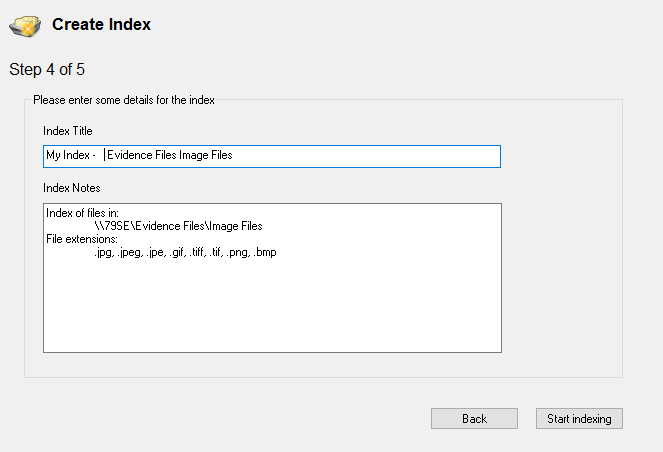 Create Index
Step 4 of 5
Please enter some details for the index
Index Title
My Index - Evidence Files Image Files
Index Notes
Index of files in:
\\79SE\Evidence Files\Image Files
File extensions:
.jpg, .jpeg, .jpe, .gif, .tiff, .tif, .png, .bmp
Back
Start indexing